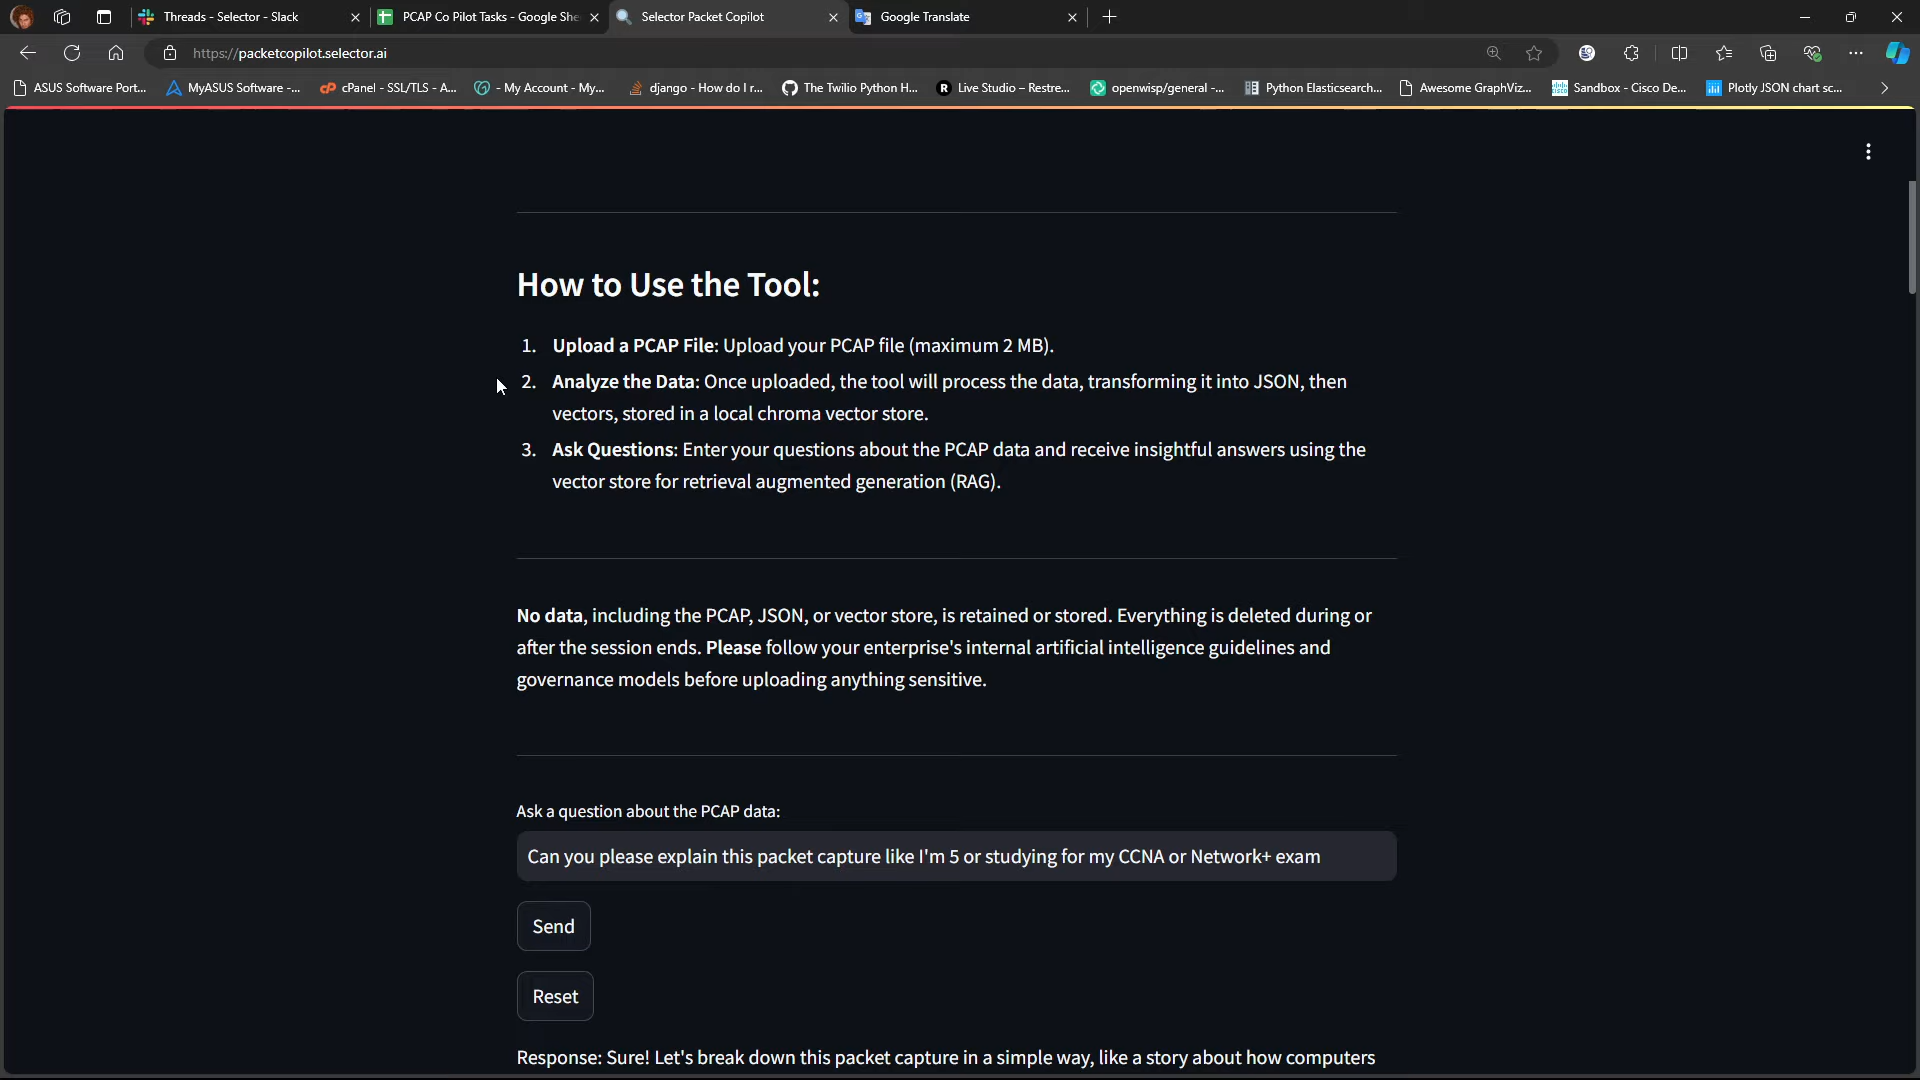 Threads - Selector - Slack
PCAP Co Pilot Tasks - Google She
Selector Packet Copilot
Google Translate
https://packetcopilot.selector.ai
ASUS Software Port...
MyASUS Software -...
cPanel - SSL/TLS - A...
- My Account - My...
django - How do I r...
The Twilio Python H...
Live Studio – Restre...
openwisp/general -...
Python Elasticsearch...
Awesome GraphViz...
Sandbox - Cisco De...
Plotly JSON chart sc...
How to Use the Tool:
1. Upload a PCAP File: Upload your PCAP file (maximum 2 MB).
2. Analyze the Data: Once uploaded, the tool will process the data, transforming it into JSON, then
vectors, stored in a local chroma vector store.
3. Ask Questions: Enter your questions about the PCAP data and receive insightful answers using the
vector store for retrieval augmented generation (RAG).
No data, including the PCAP, JSON, or vector store, is retained or stored. Everything is deleted during or
after the session ends. Please follow your enterprise's internal artificial intelligence guidelines and
governance models before uploading anything sensitive.
Ask a question about the PCAP data:
Can you please explain this packet capture like I'm 5 or studying for my CCNA or Network+ exam
Send
Reset
Response: Sure! Let's break down this packet capture in a simple way, like a story about how computers